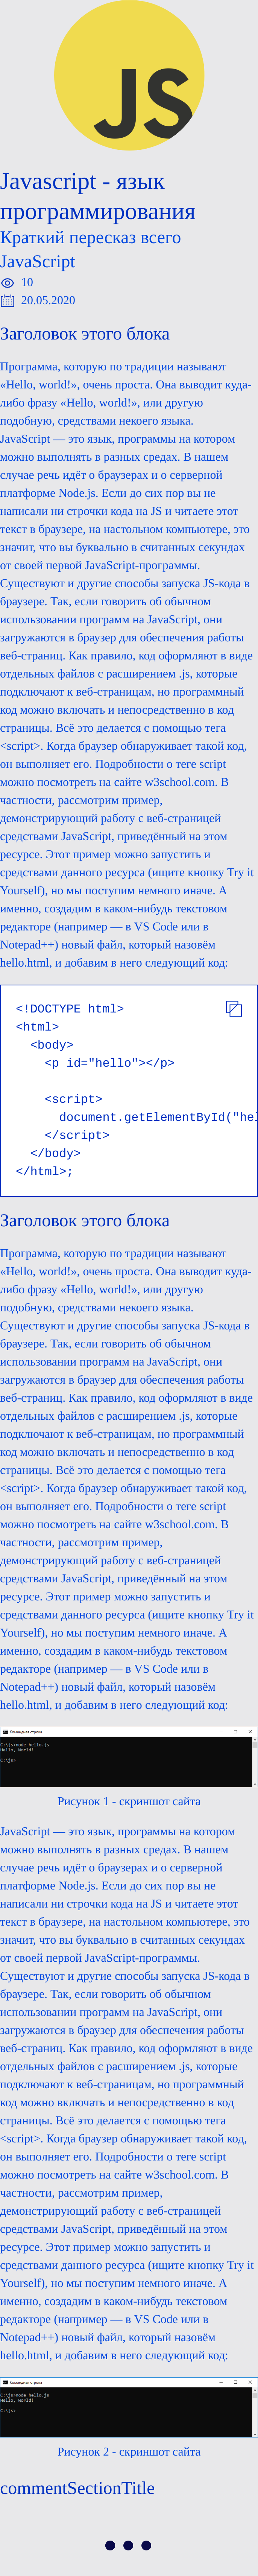 JS
Javascript - язык
программирования
Краткий пересказ всего
JavaScript
10
20.05.2020
Заголовок этого блока
Программа, которую по традиции называют
«Hello, world!», очень проста. Она выводит куда-
либо фразу «Hello, world!», или другую
подобную, средствами некоего языка.
JavaScript — это язык, программы на котором
можно выполнять в разных средах. В нашем
случае речь идёт о браузерах и о серверной
платформе Node.js. Если до сих пор вы не
написали ни строчки кода на JS и читаете этот
текст в браузере, на настольном компьютере, это
значит, что вы буквально в считанных секундах
от своей первой JavaScript-программы.
Существуют и другие способы запуска JS-кода в
браузере. Так, если говорить об обычном
использовании программ на JavaScript, они
загружаются в браузер для обеспечения работы
веб-страниц. Как правило, код оформляют в виде
отдельных файлов с расширением .js, которые
подключают к веб-страницам, но программный
код можно включать и непосредственно в код
страницы. Всё это делается с помощью тега
<script>. Когда браузер обнаруживает такой код,
он выполняет его. Подробности о теге script
можно посмотреть на сайте w3school.com. В
частности, рассмотрим пример,
демонстрирующий работу с веб-страницей
средствами JavaScript, приведённый на этом
ресурсе. Этот пример можно запустить и
средствами данного ресурса (ищите кнопку Try it
Yourself), но мы поступим немного иначе. А
именно, создадим в каком-нибудь текстовом
редакторе (например — в VS Code или в
Notepad++) новый файл, который назовём
hello.html, и добавим в него следующий код:
<!DOCTYPE html>
<html>
<body>
<p id="hello"></p>
<script>
document.getElementById("hel
</script>
</body>
</html>;
Заголовок этого блока
Программа, которую по традиции называют
«Hello, world!», очень проста. Она выводит куда-
либо фразу «Hello, world!», или другую
подобную, средствами некоего языка.
Существуют и другие способы запуска JS-кода в
браузере. Так, если говорить об обычном
использовании программ на JavaScript, они
загружаются в браузер для обеспечения работы
веб-страниц. Как правило, код оформляют в виде
отдельных файлов с расширением .js, которые
подключают к веб-страницам, но программный
код можно включать и непосредственно в код
страницы. Всё это делается с помощью тега
<script>. Когда браузер обнаруживает такой код,
он выполняет его. Подробности о теге script
можно посмотреть на сайте w3school.com. В
частности, рассмотрим пример,
демонстрирующий работу с веб-страницей
средствами JavaScript, приведённый на этом
ресурсе. Этот пример можно запустить и
средствами данного ресурса (ищите кнопку Try it
Yourself), но мы поступим немного иначе. А
именно, создадим в каком-нибудь текстовом
редакторе (например — в VS Code или в
Notepad++) новый файл, который назовём
hello.html, и добавим в него следующий код:
Командная строка
C:\js>node hello.js
Hello, World!
C:\js>
Рисунок 1 - скриншот сайта
JavaScript — это язык, программы на котором
можно выполнять в разных средах. В нашем
случае речь идёт о браузерах и о серверной
платформе Node.js. Если до сих пор вы не
написали ни строчки кода на JS и читаете этот
текст в браузере, на настольном компьютере, это
значит, что вы буквально в считанных секундах
от своей первой JavaScript-программы.
Существуют и другие способы запуска JS-кода в
браузере. Так, если говорить об обычном
использовании программ на JavaScript, они
загружаются в браузер для обеспечения работы
веб-страниц. Как правило, код оформляют в виде
отдельных файлов с расширением .js, которые
подключают к веб-страницам, но программный
код можно включать и непосредственно в код
страницы. Всё это делается с помощью тега
<script>. Когда браузер обнаруживает такой код,
он выполняет его. Подробности о теге script
можно посмотреть на сайте w3school.com. В
частности, рассмотрим пример,
демонстрирующий работу с веб-страницей
средствами JavaScript, приведённый на этом
ресурсе. Этот пример можно запустить и
средствами данного ресурса (ищите кнопку Try it
Yourself), но мы поступим немного иначе. А
именно, создадим в каком-нибудь текстовом
редакторе (например — в VS Code или в
Notepad++) новый файл, который назовём
hello.html, и добавим в него следующий код:
Командная строка
C:\js>node hello.js
Hello, World!
C:\js>
Рисунок 2 - скриншот сайта
commentSectionTitle